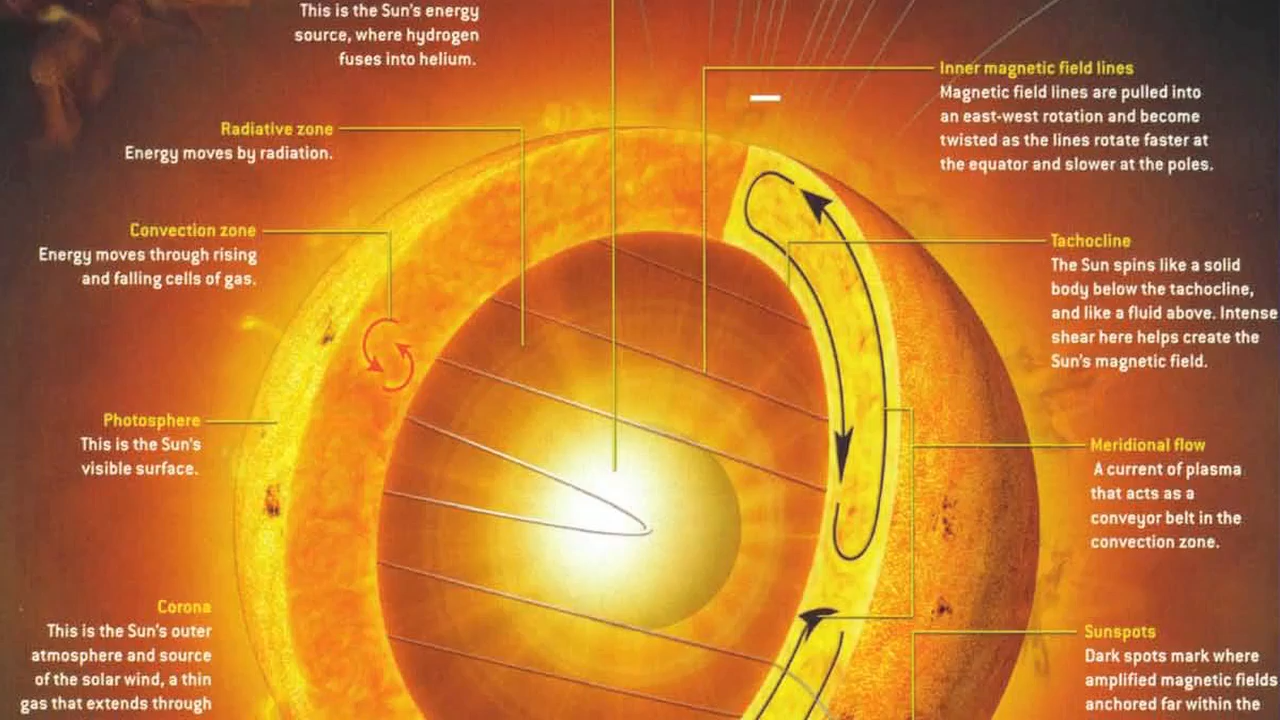 This is the Sun's energy
source, where hydrogen
fuses into helium.
Radiative zone
Energy moves by radiation.
Convection zone
Energy moves through rising
and falling cells of gas.
Photosphere
This is the Sun's
visible surface.
Corona
This is the Sun's outer
atmosphere and source
of the solar wind, a thin
gas that extends through
Inner magnetic field lines
Magnetic field lines are pulled into
an east-west rotation and become
twisted as the lines rotate faster at
the equator and slower at the poles.
Tachocline
The Sun spins like a solid
body below the tachocline,
and like a fluid above. Intense
shear here helps create the
Sun's magnetic field.
Meridional flow
A current of plasma
that acts as a
conveyor belt in the
convection zone.
Sunspots
Dark spots mark where
amplified magnetic fields
anchored far within the